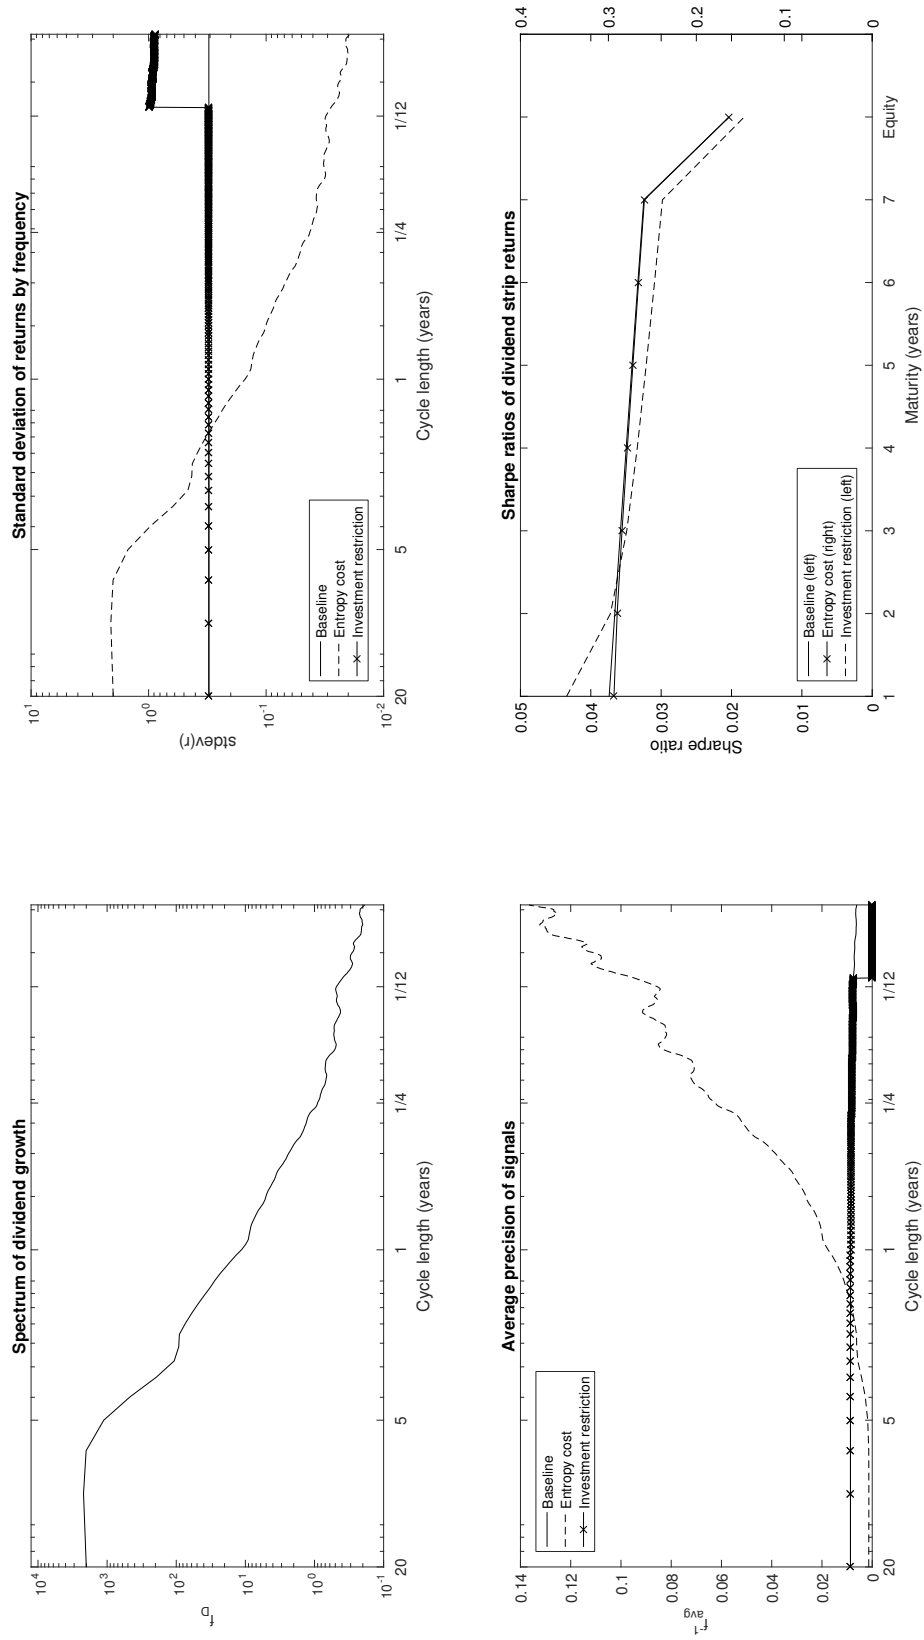 Spectrum of dividend growth
10^4
10^3
10^2
10^1
10^0
10^-1
f_D
20
5
1
1/4
1/12
Cycle length (years)
Standard deviation of returns by frequency
10^1
10^0
10^-1
10^-2
stdev(r)
Baseline
Entropy cost
Investment restriction
20
5
1
1/4
1/12
Cycle length (years)
Average precision of signals
0.14
0.12
0.1
0.08
0.06
0.04
0.02
0
f^-1_avg
Baseline
Entropy cost
Investment restriction
20
5
1
1/4
1/12
Cycle length (years)
Sharpe ratios of dividend strip returns
0.05
0.04
0.03
0.02
0.01
0
Sharpe ratio
Baseline (left)
Entropy cost (right)
Investment restriction (left)
0.4
0.3
0.2
0.1
0
1
2
3
4
5
6
7
Equity
Maturity (years)